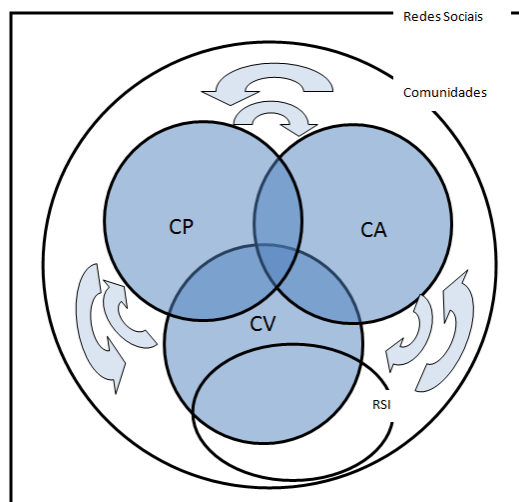 Redes Sociais
Comunidades
CP
CA
CV
RSI